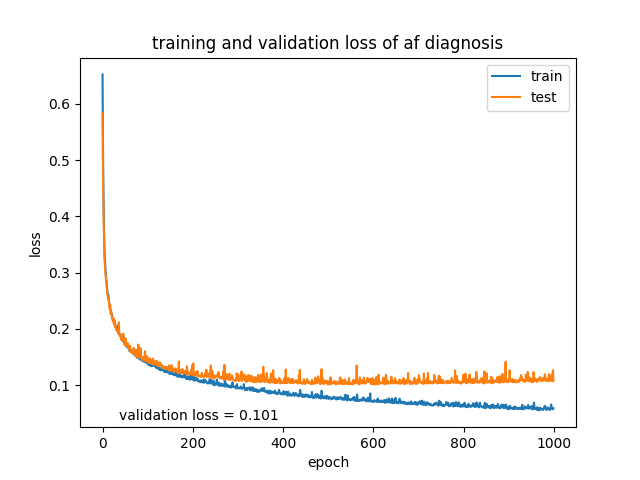 training and validation loss of af diagnosis
train
test
loss
0.6
0.5
0.4
0.3
0.2
0.1
validation loss = 0.101
0
200
400
600
800
1000
epoch